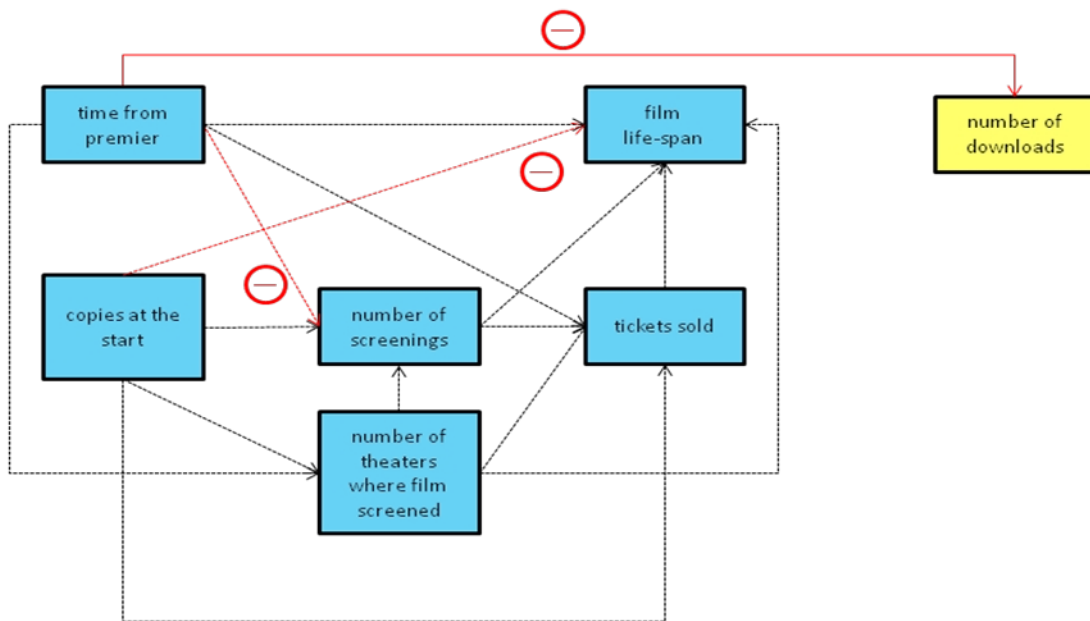 time from
premier
film
life-span
number of
downloads
copies at the
start
number of
screenings
tickets sold
number of
theaters
where film
screened